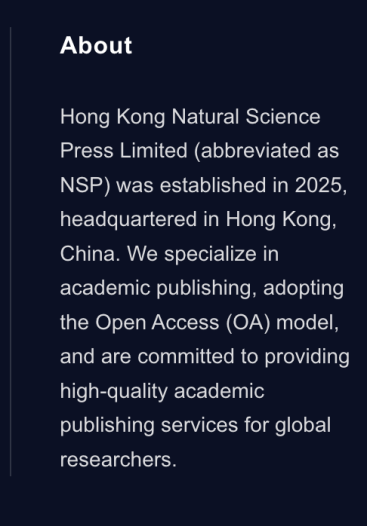 About
Hong Kong Natural Science
Press Limited (abbreviated as
NSP) was established in 2025,
headquartered in Hong Kong,
China. We specialize in
academic publishing, adopting
the Open Access (OA) model,
and are committed to providing
high-quality academic
publishing services for global
researchers.